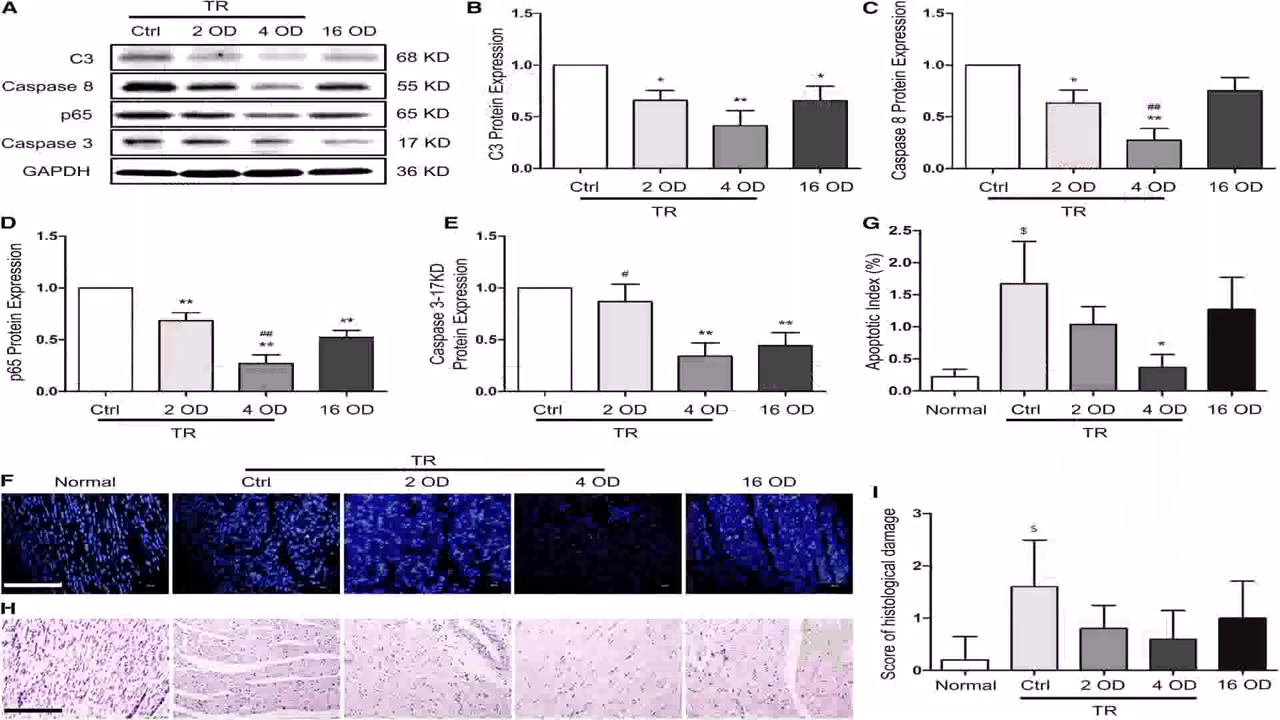 A
TR
Ctrl 2 OD 4 OD 16 OD
C3 68 KD
Caspase 8 55 KD
p65 65 KD
Caspase 3 17 KD
GAPDH 36 KD
B
C3 Protein Expression
1.5
1.0
0.5
0.0
*
**
*
Ctrl 2 OD 4 OD 16 OD
TR
C
Caspase 8 Protein Expression
1.5
1.0
0.5
0.0
*
##
**
Ctrl 2 OD 4 OD 16 OD
TR
D
p65 Protein Expression
1.5
1.0
0.5
0.0
**
##
**
**
Ctrl 2 OD 4 OD 16 OD
TR
E
Caspase 3-17KD
Protein Expression
1.5
1.0
0.5
0.0
#
**
**
Ctrl 2 OD 4 OD 16 OD
TR
G
Apoptotic Index (%)
2.5
2.0
1.5
1.0
0.5
0.0
$
*
Normal Ctrl 2 OD 4 OD 16 OD
TR
F
TR
Normal Ctrl 2 OD 4 OD 16 OD
H
I
Score of histological damage
3
2
1
0
$
Normal Ctrl 2 OD 4 OD 16 OD
TR